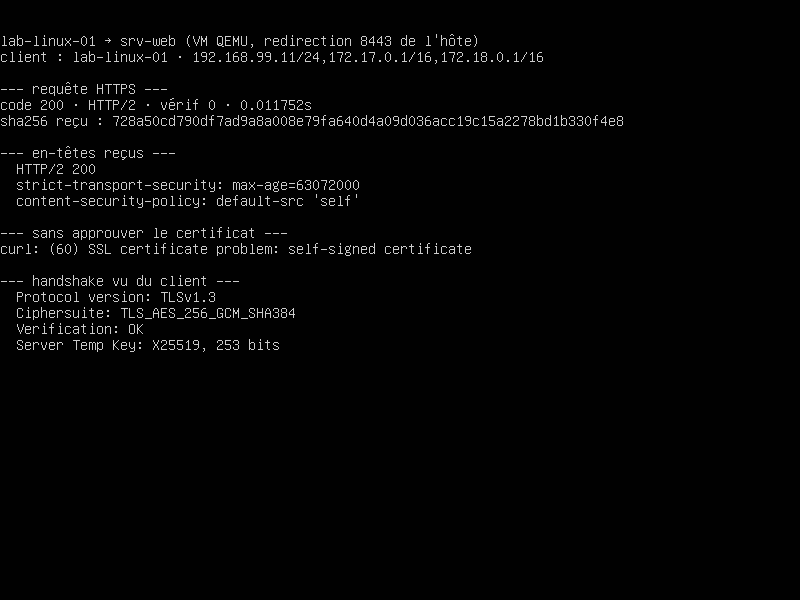 lab-linux-01 → srv-web (VM QEMU, redirection 8443 de l'hôte)
client : lab-linux-01 · 192.168.99.11/24,172.17.0.1/16,172.18.0.1/16
--- requête HTTPS ---
code 200 · HTTP/2 · vérif 0 · 0.011752s
sha256 reçu : 728a50cd790df7ad9a8a008e79fa640d4a09d036acc19c15a2278bd1b330f4e8
--- en-têtes reçus ---
HTTP/2 200
strict-transport-security: max-age=63072000
content-security-policy: default-src 'self'
--- sans approuver le certificat ---
curl: (60) SSL certificate problem: self-signed certificate
--- handshake vu du client ---
Protocol version: TLSv1.3
Ciphersuite: TLS_AES_256_GCM_SHA384
Verification: OK
Server Temp Key: X25519, 253 bits